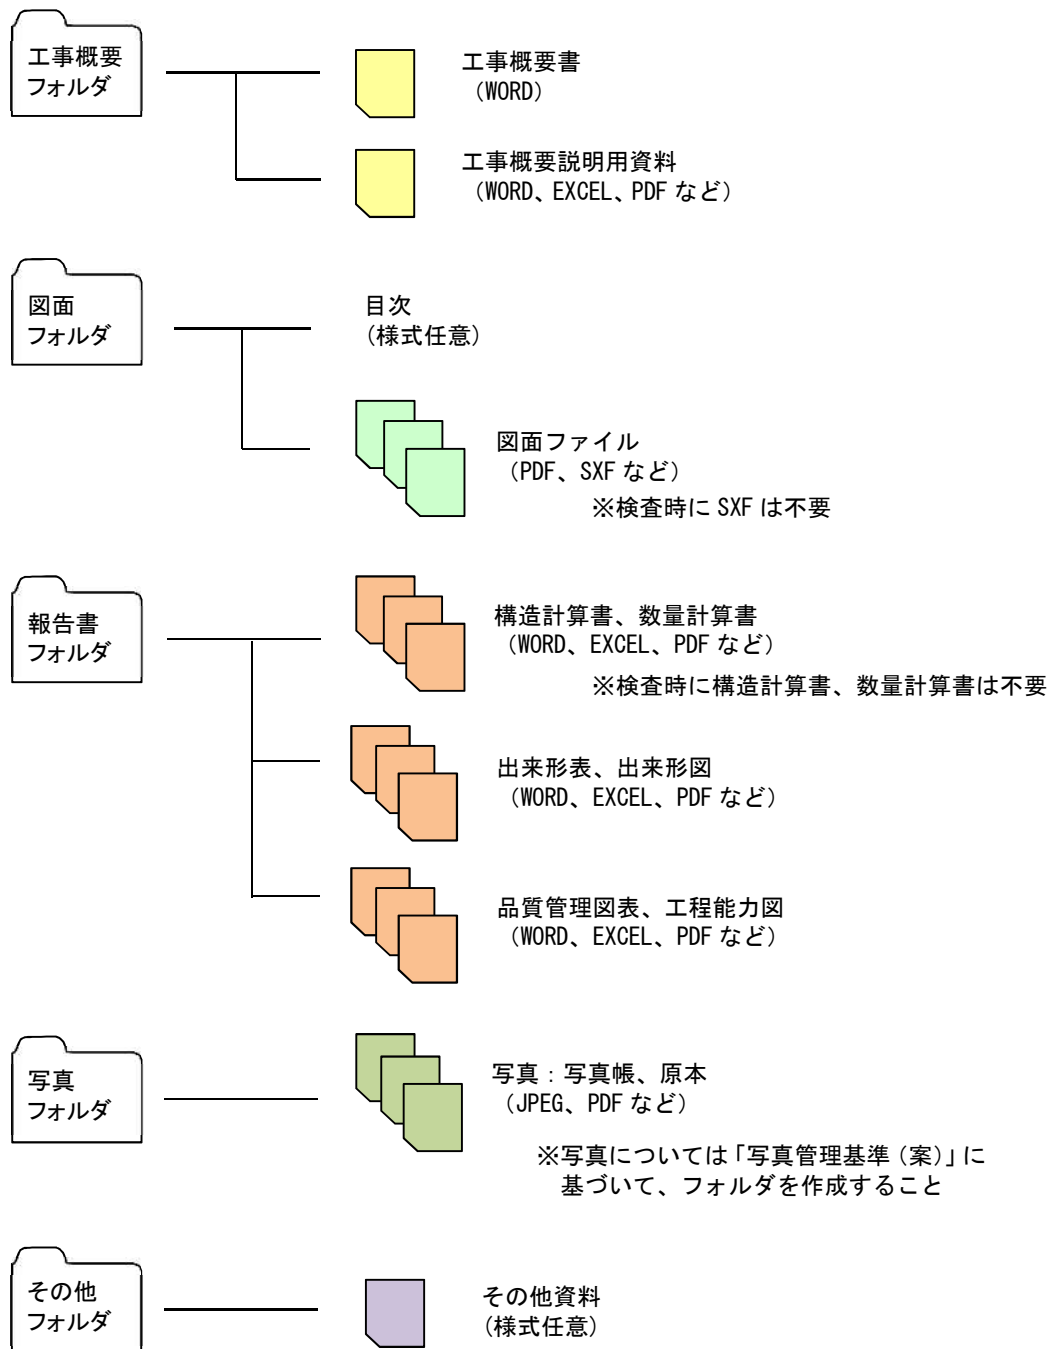 工事概要
フォルダ
工事概要書
（WORD）
工事概要説明用資料
（WORD、EXCEL、PDF など）
図面
フォルダ
目次
（様式任意）
図面ファイル
（PDF、SXF など）
※検査時に SXF は不要
報告書
フォルダ
構造計算書、数量計算書
（WORD、EXCEL、PDF など）
※検査時に構造計算書、数量計算書は不要
出来形表、出来形図
（WORD、EXCEL、PDF など）
品質管理図表、工程能力図
（WORD、EXCEL、PDF など）
写真
フォルダ
写真：写真帳、原本
（JPEG、PDF など）
※写真については「写真管理基準（案）」に
基づいて、フォルダを作成すること
その他
フォルダ
その他資料
（様式任意）